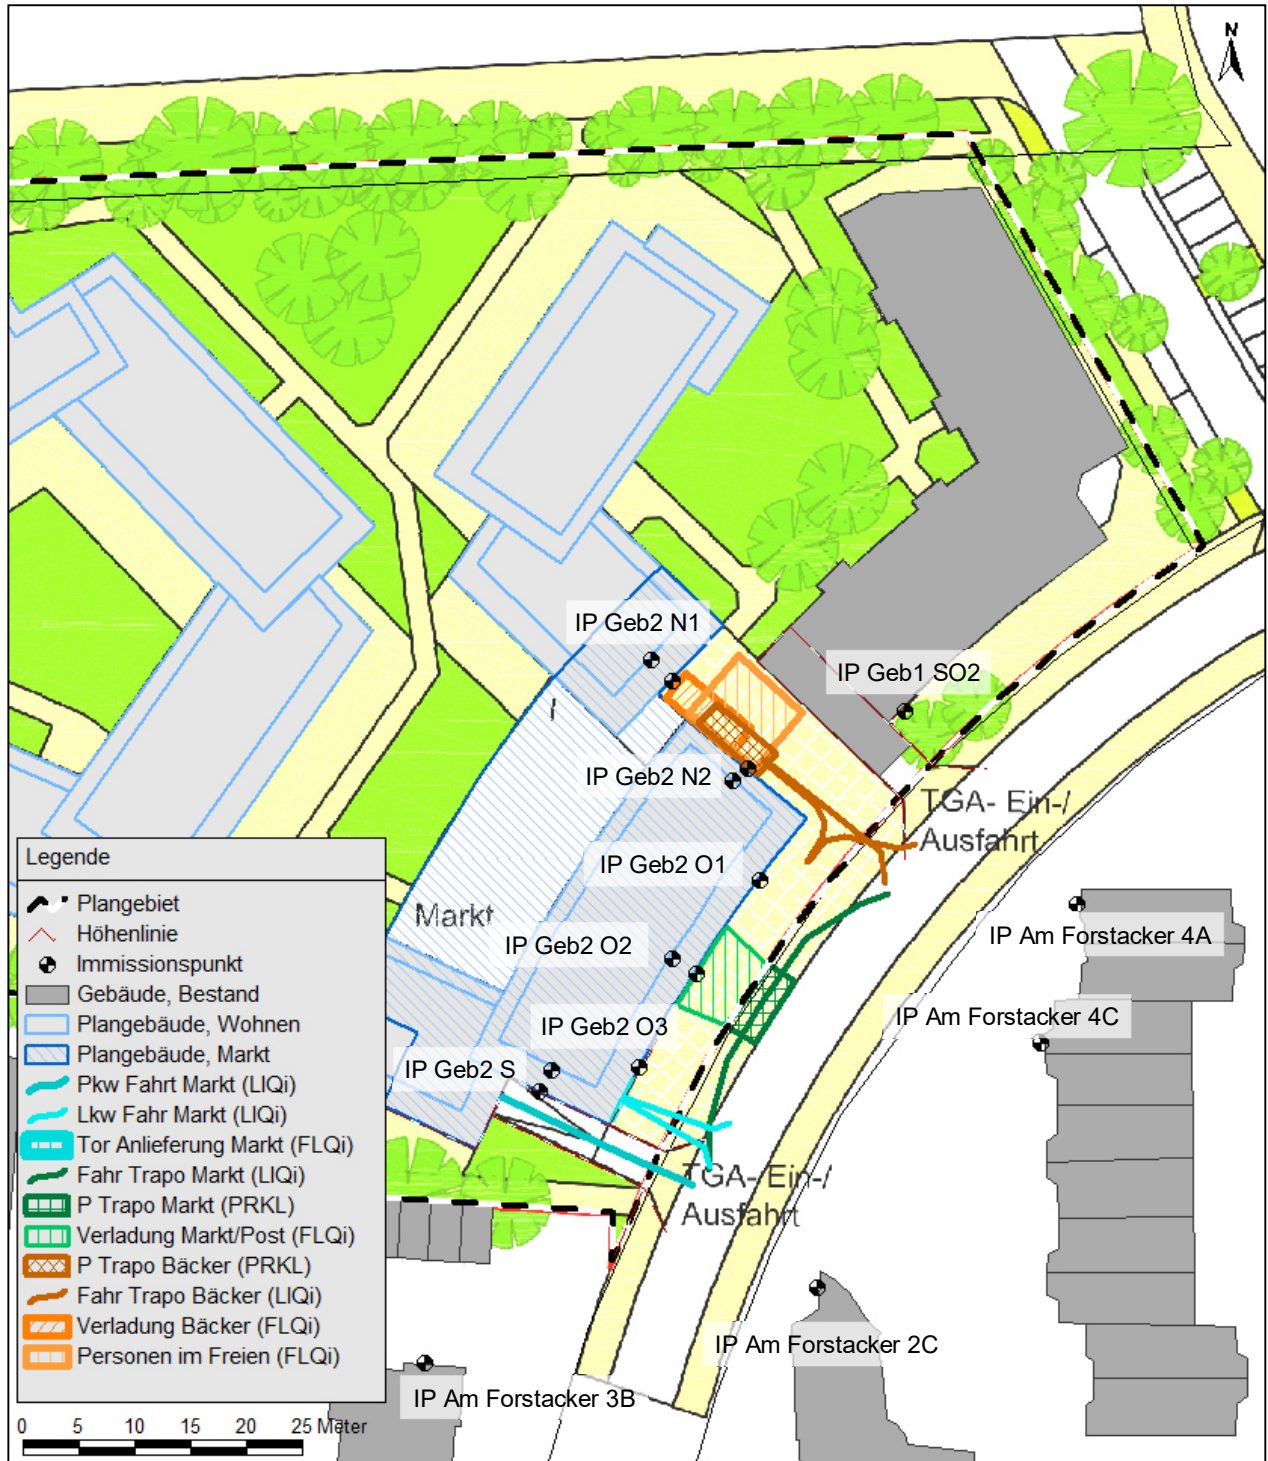 N
IP Geb2 N1
IP Geb1 SO2
IP Geb2 N2
TGA- Ein-/
Ausfahrt
IP Geb2 O1
Markt
IP Am Forstacker 4A
IP Geb2 O2
IP Am Forstacker 4C
IP Geb2 O3
IP Geb2 S
TGA- Ein-/
Ausfahrt
IP Am Forstacker 2C
IP Am Forstacker 3B
Legende
Plangebiet
Höhenlinie
Immissionspunkt
Gebäude, Bestand
Plangebäude, Wohnen
Plangebäude, Markt
Pkw Fahrt Markt (LIQi)
Lkw Fahr Markt (LIQi)
Tor Anlieferung Markt (FLQi)
Fahr Trapo Markt (LIQi)
P Trapo Markt (PRKL)
Verladung Markt/Post (FLQi)
P Trapo Bäcker (PRKL)
Fahr Trapo Bäcker (LIQi)
Verladung Bäcker (FLQi)
Personen im Freien (FLQi)
0 5 10 15 20 25 Meter